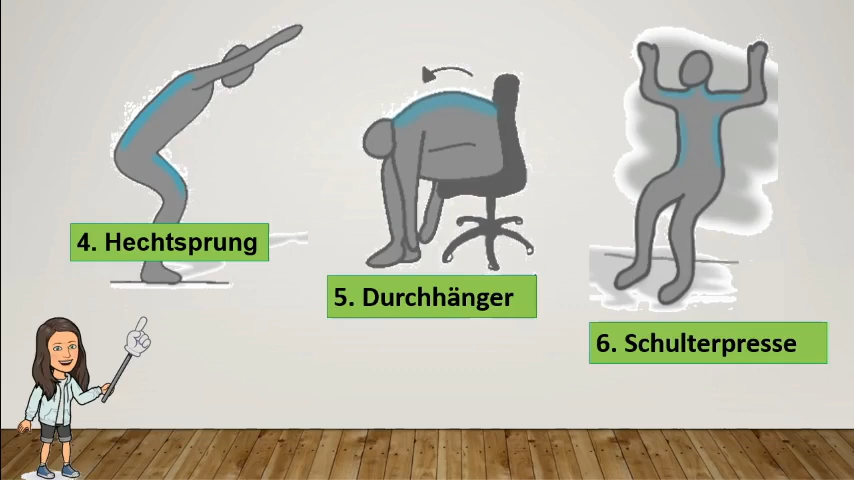 4. Hechtsprung
5. Durchhänger
6. Schulterpresse